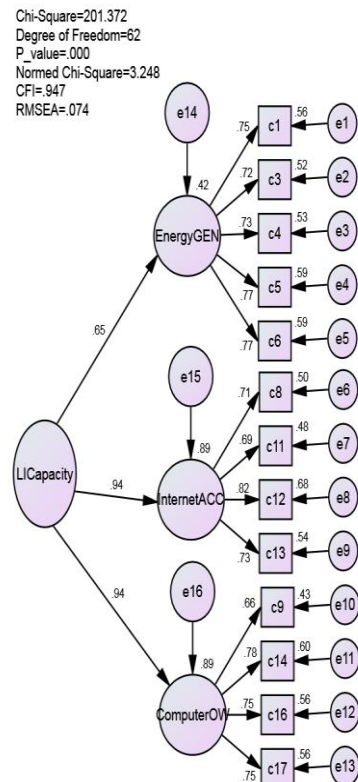 Chi-Square=201.372
Degree of Freedom=62
P_value=.000
Normed Chi-Square=3.248
CFI=.947
RMSEA=.074
e14
.42
EnergyGEN
.75
c1
.56
e1
.72
c3
.52
e2
.73
c4
.53
e3
.77
c5
.59
e4
.77
c6
.59
e5
.65
e15
.89
InternetACC
.71
c8
.50
e6
.69
c11
.48
e7
.82
c12
.68
e8
.73
c13
.54
e9
LICapacity
.94
.94
e16
.89
ComputerOW
.66
c9
.43
e10
.78
c14
.60
e11
.75
c16
.56
e12
.75
c17
.56
e13